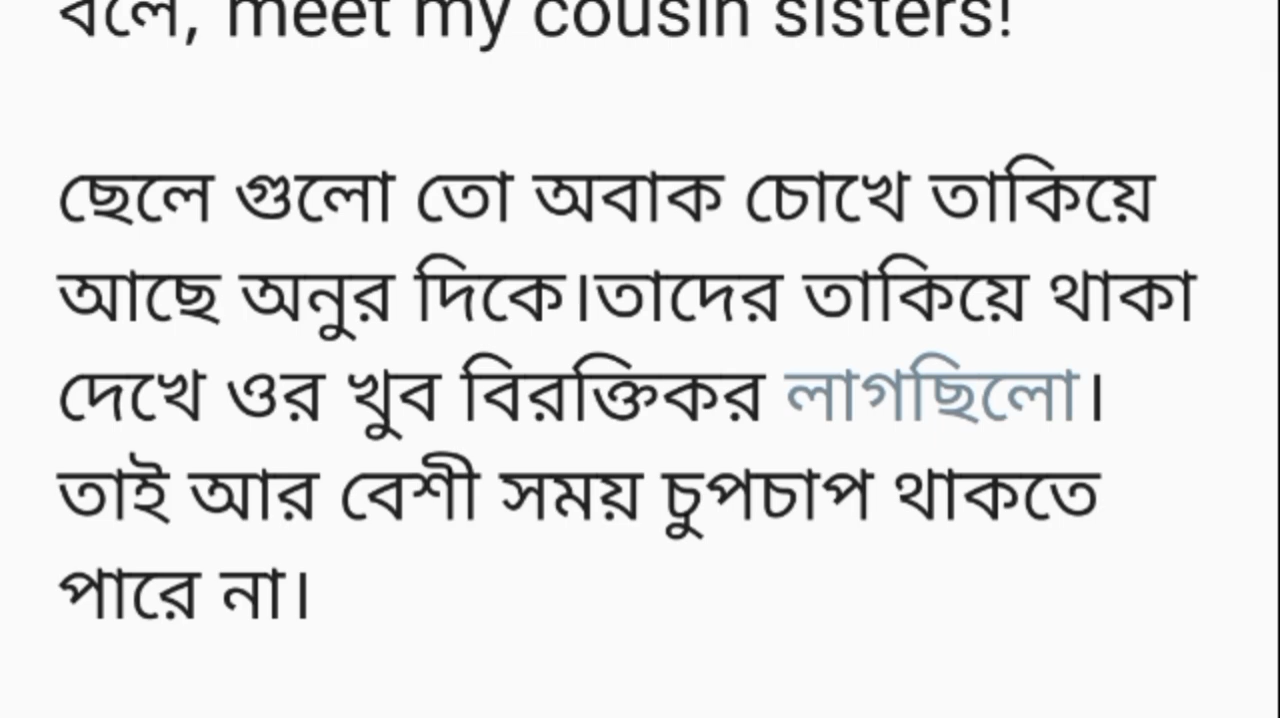 বলে, meet my cousin sisters!
ছেলে গুলো তো অবাক চোখে তাকিয়ে
আছে অনুর দিকে।তাদের তাকিয়ে থাকা
দেখে ওর খুব বিরক্তিকর লাগছিলো।
তাই আর বেশী সময় চুপচাপ থাকতে
পারে না।